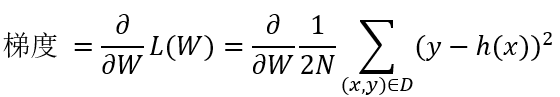 梯度 = ∂/∂W L(W) = ∂/∂W 1/2N ∑_{(x,y)∈D} (y − h(x))²